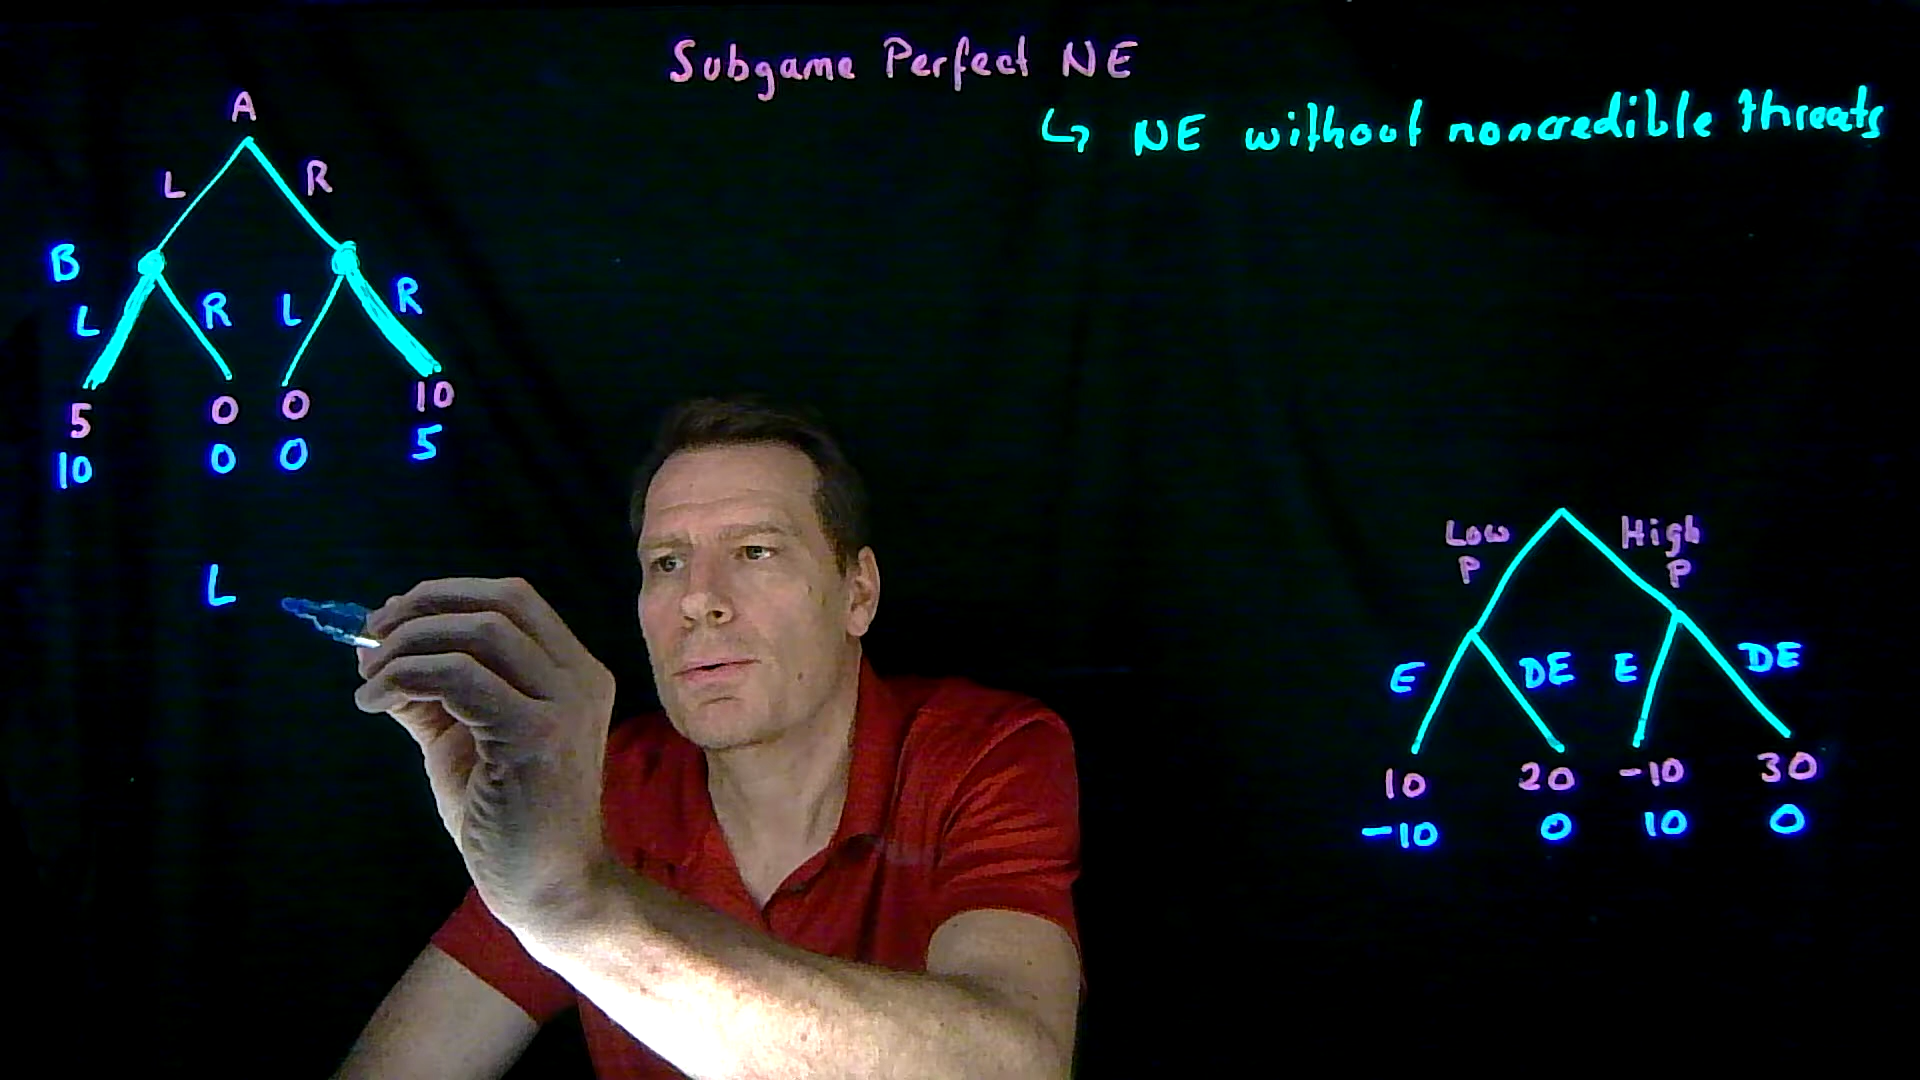 Subgame Perfect NE
↳ NE without noncredible threats
A
L R
B
L R L R
5 0 0 10
10 0 0 5
L
Low P High P
E DE E DE
10 20 -10 30
-10 0 10 0